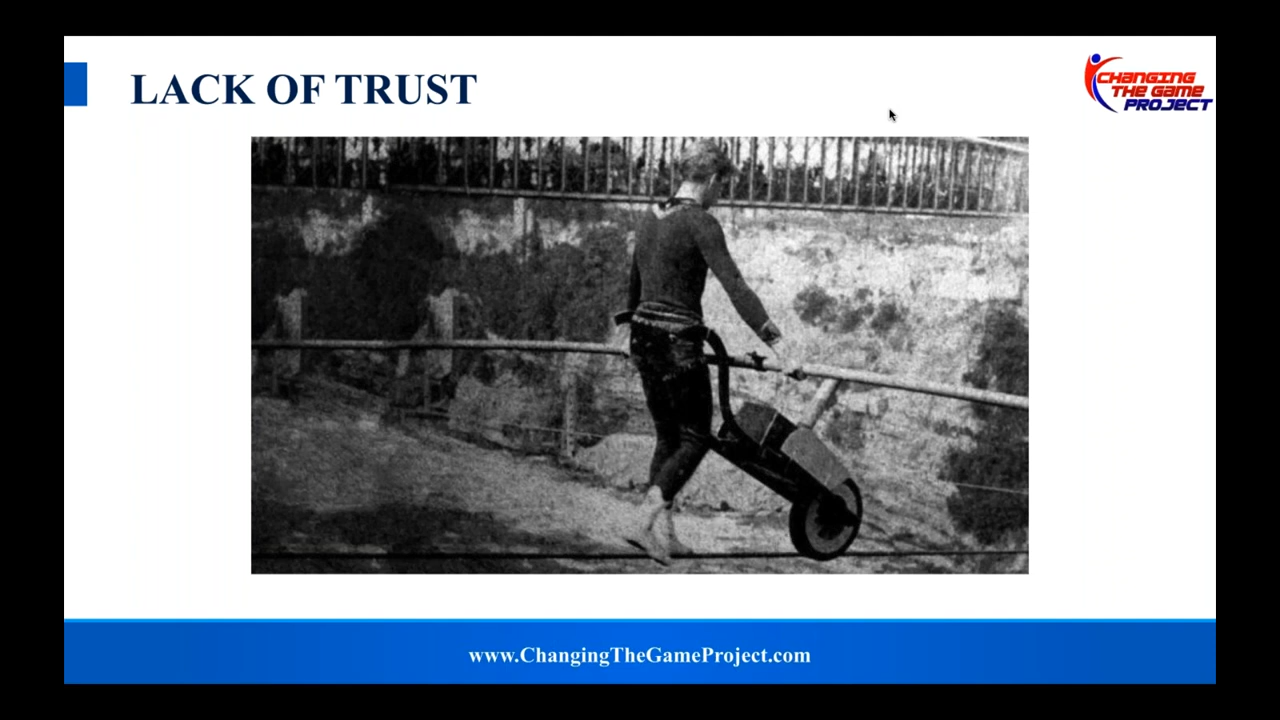 LACK OF TRUST
CHANGING
THE GAME
PROJECT
www.ChangingTheGameProject.com